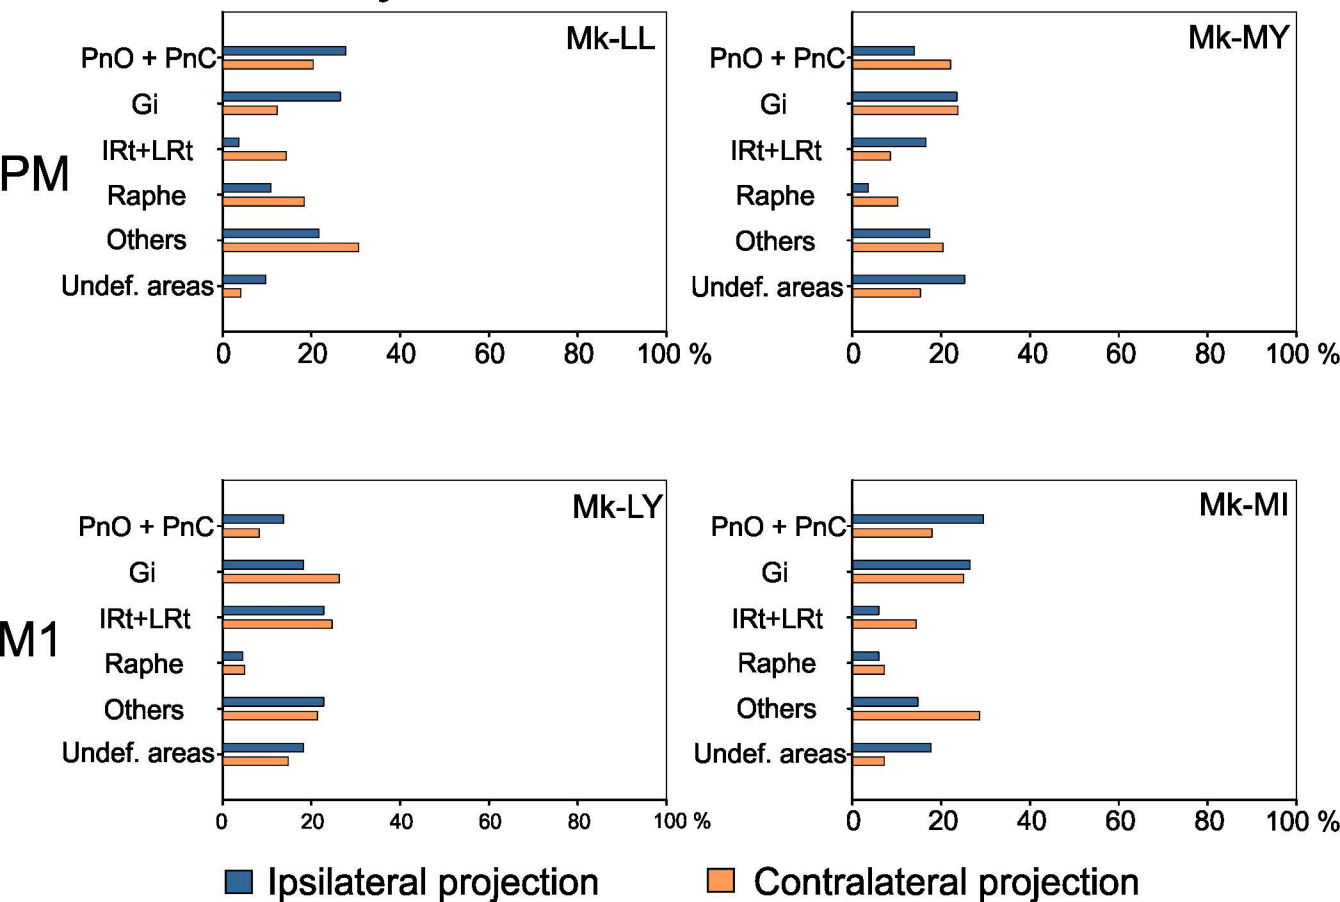 Mk-LL
PnO + PnC
Gi
IRt+LRt
Raphe
Others
Undef. areas
0 20 40 60 80 100 %
Mk-MY
PnO + PnC
Gi
IRt+LRt
Raphe
Others
Undef. areas
0 20 40 60 80 100 %
PM
Mk-LY
PnO + PnC
Gi
IRt+LRt
Raphe
Others
Undef. areas
0 20 40 60 80 100 %
Mk-MI
PnO + PnC
Gi
IRt+LRt
Raphe
Others
Undef. areas
0 20 40 60 80 100 %
M1
Ipsilateral projection
Contralateral projection